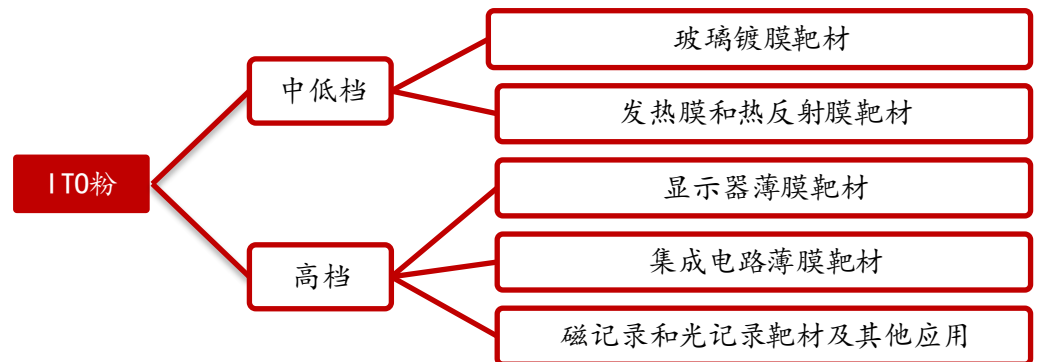 ITO粉
中低档
玻璃镀膜靶材
发热膜和热反射膜靶材
高档
显示器薄膜靶材
集成电路薄膜靶材
磁记录和光记录靶材及其他应用